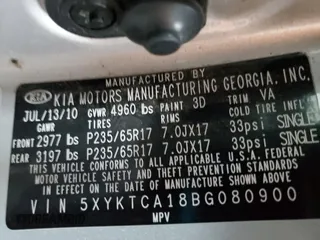 MANUFACTURED BY
KIA KIA MOTORS MANUFACTURING GEORGIA, INC.
JUL/13/10 GVWR 4960 lbs PAINT 3D TRIM VA
GAWR TIRES RIMS COLD TIRE INFL
FRONT 2977 lbs P235/65R17 7.0JX17 33psi SINGLE
REAR 3197 lbs P235/65R17 7.0JX17 33psi SINGLE
THIS VEHICLE CONFORMS TO ALL APPLICABLE U.S.A. FEDERAL
MOTOR VEHICLE SAFETY AND THEFT PREVENTION STANDARDS
IN EFFECT ON THE DATE OF MANUFACTURE SHOWN ABOVE.
VIN 5XYKTCA18BG080900
MPV